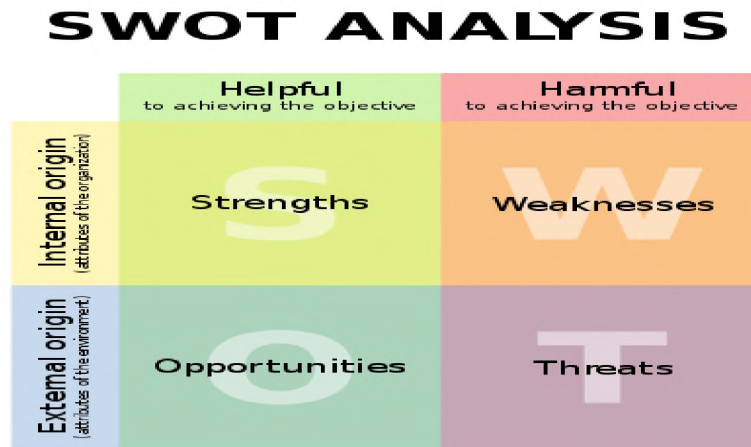 SWOT ANALYSIS
Helpful
to achieving the objective
Harmful
to achieving the objective
Internal origin
(attributes of the organization)
S
Strengths
W
Weaknesses
External origin
(attributes of the environment)
O
Opportunities
T
Threats